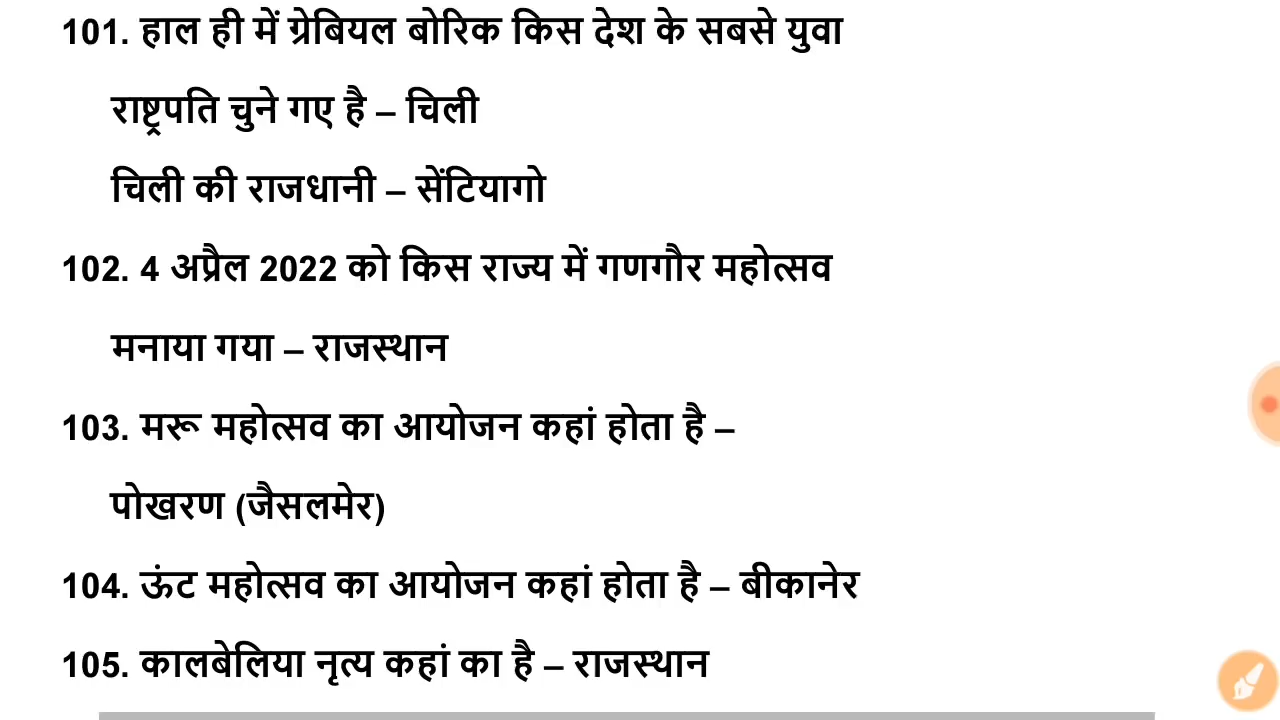 101. हाल ही में ग्रेबियल बोरिक किस देश के सबसे युवा
राष्ट्रपति चुने गए है – चिली
चिली की राजधानी – सेंटियागो
102. 4 अप्रैल 2022 को किस राज्य में गणगौर महोत्सव
मनाया गया – राजस्थान
103. मरू महोत्सव का आयोजन कहां होता है –
पोखरण (जैसलमेर)
104. ऊंट महोत्सव का आयोजन कहां होता है – बीकानेर
105. कालबेलिया नृत्य कहां का है – राजस्थान